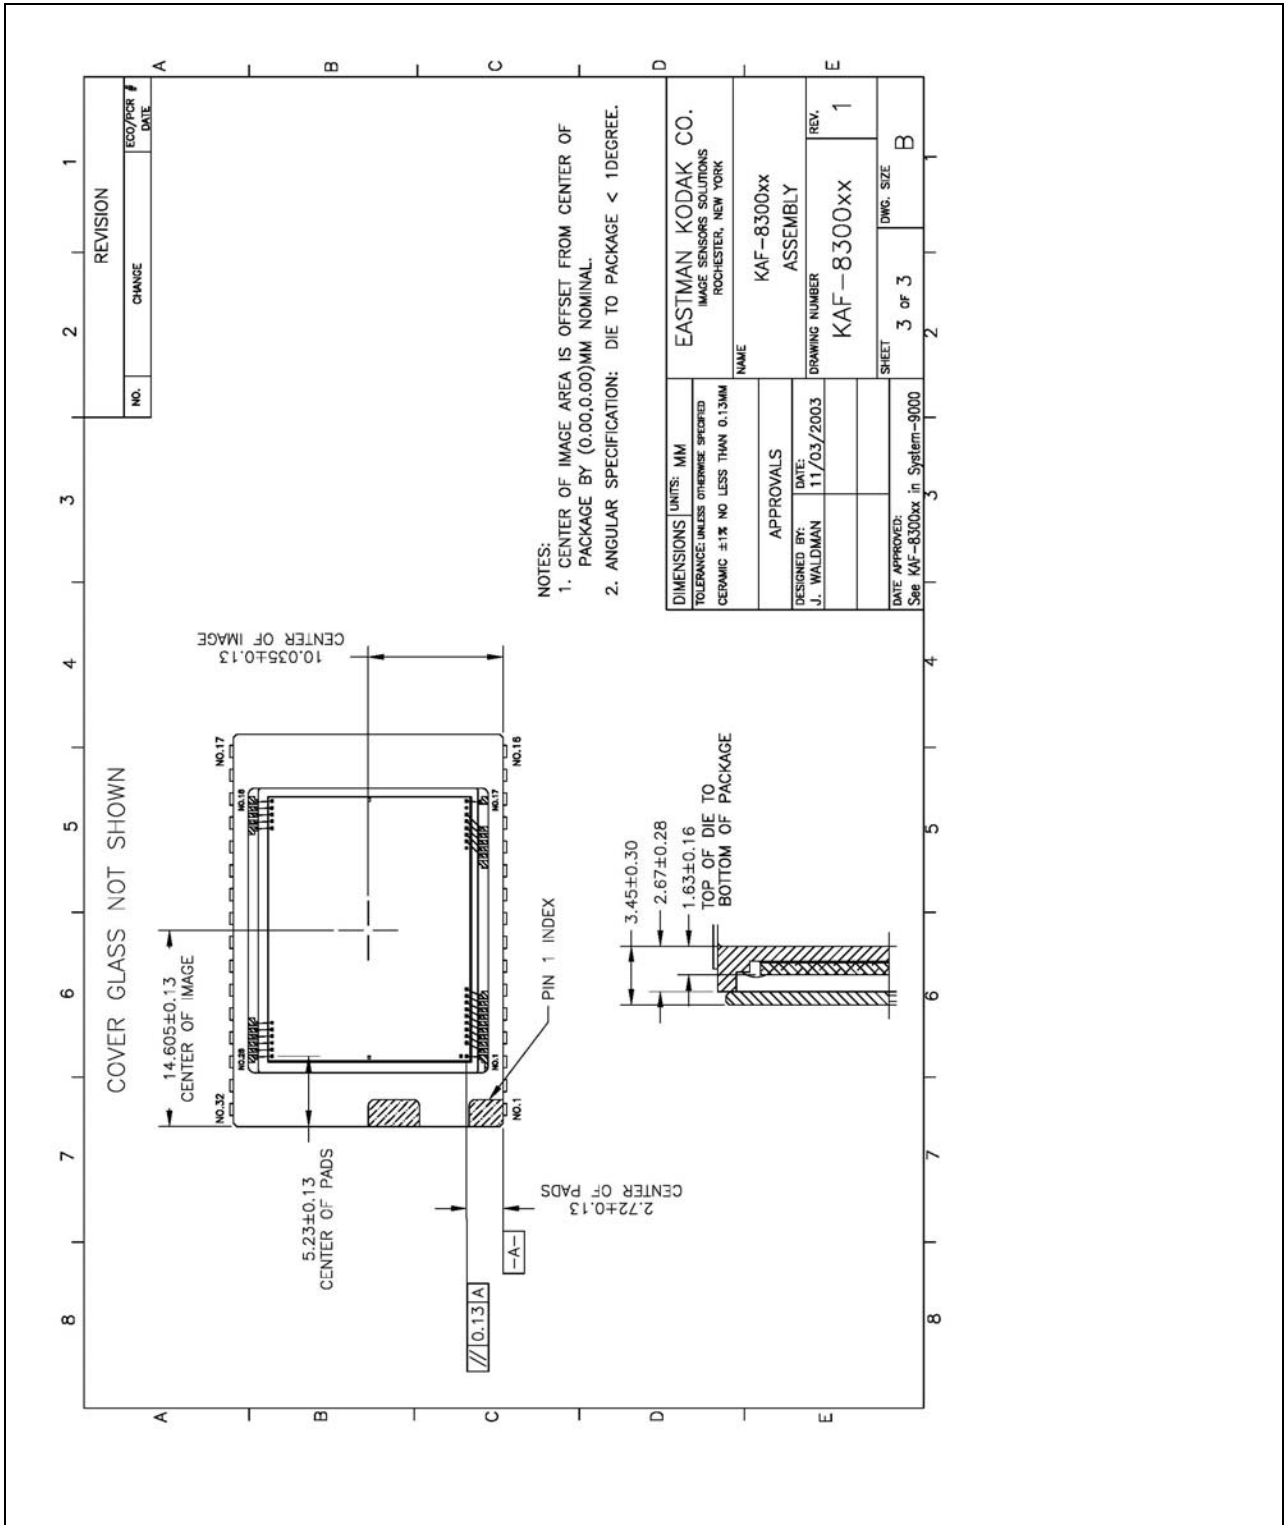 8
7
6
5
4
3
2
1
REVISION
NO.
CHANGE
ECO/PCR #
DATE
A
A
B
B
C
C
D
D
E
E
COVER GLASS NOT SHOWN
14.605±0.13
CENTER OF IMAGE
NO.32
NO.17
NO.28
NO.18
5.23±0.13
CENTER OF PADS
10.035±0.13
CENTER OF IMAGE
NO.1
NO.17
NO.1
NO.16
// 0.13 A
-A-
2.72±0.13
CENTER OF PADS
PIN 1 INDEX
NOTES:
1. CENTER OF IMAGE AREA IS OFFSET FROM CENTER OF
PACKAGE BY (0.00,0.00)MM NOMINAL.
2. ANGULAR SPECIFICATION: DIE TO PACKAGE < 1DEGREE.
3.45±0.30
2.67±0.28
1.63±0.16
TOP OF DIE TO
BOTTOM OF PACKAGE
DIMENSIONS
UNITS: MM
TOLERANCE: UNLESS OTHERWISE SPECIFIED
CERAMIC ±1% NO LESS THAN 0.13MM
APPROVALS
DESIGNED BY:
J. WALDMAN
DATE:
11/03/2003
DATE APPROVED:
See KAF-8300xx in System-9000
EASTMAN KODAK CO.
IMAGE SENSORS SOLUTIONS
ROCHESTER, NEW YORK
NAME
KAF-8300xx
ASSEMBLY
DRAWING NUMBER
KAF-8300xx
REV.
1
SHEET
3 OF 3
DWG. SIZE
B
8
7
6
5
4
3
2
1